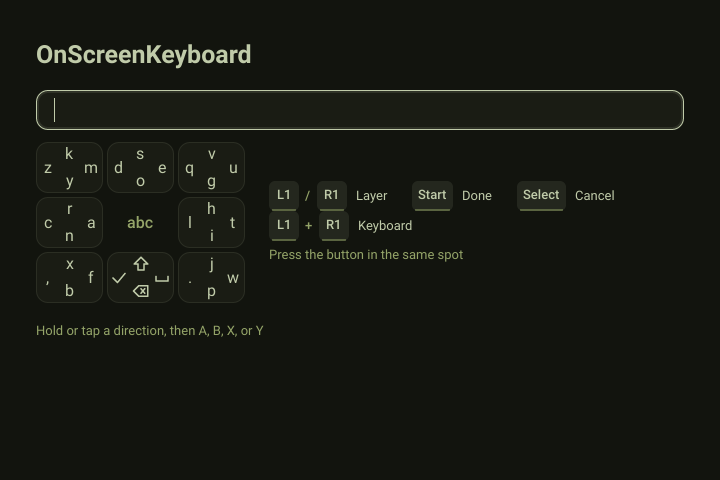 OnScreenKeyboard
k s v
z m d e q u
y o g
L1 / R1 Layer Start Done Select Cancel
r h
c a abc l t
n i
L1 + R1 Keyboard
Press the button in the same spot
x j
, f . w
b p
Hold or tap a direction, then A, B, X, or Y